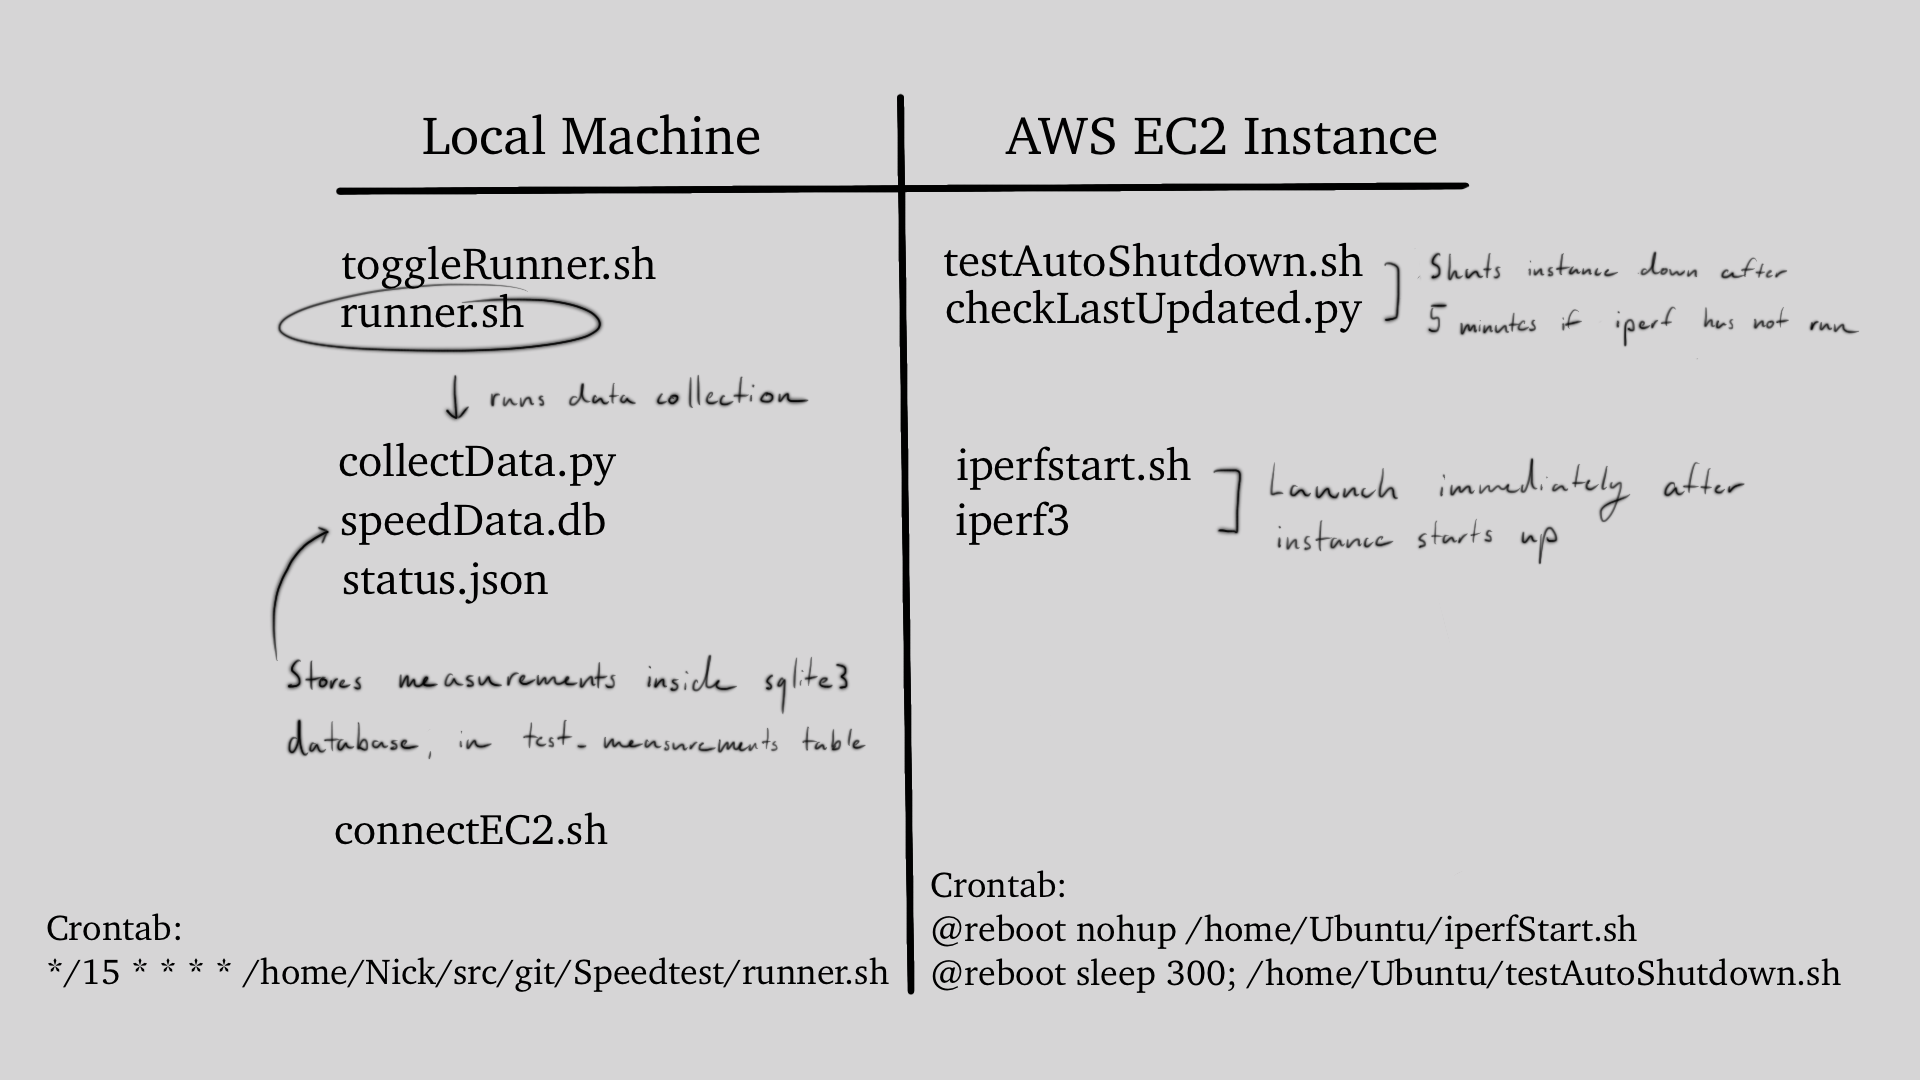 Local Machine
AWS EC2 Instance
toggleRunner.sh
runner.sh
runs data collection
collectData.py
speedData.db
status.json
Stores measurements inside sqlite3
database, in test_measurements table
connectEC2.sh
Crontab:
*/15 * * * * /home/Nick/src/git/Speedtest/runner.sh
testAutoShutdown.sh
checkLastUpdated.py
Shuts instance down after
5 minutes if iperf has not run
iperfstart.sh
iperf3
Launch immediately after
instance starts up
Crontab:
@reboot nohup /home/Ubuntu/iperfStart.sh
@reboot sleep 300; /home/Ubuntu/testAutoShutdown.sh